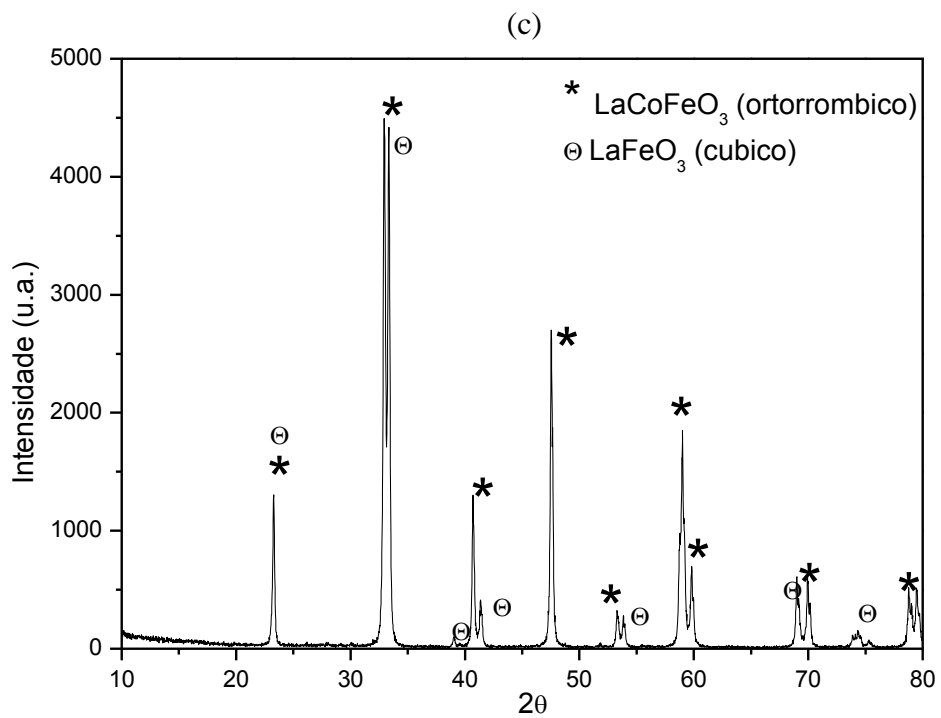 (c)
* LaCoFeO₃ (ortorrombico)
Θ LaFeO₃ (cubico)
Intensidade (u.a.)
5000
4000
3000
2000
1000
0
10 20 30 40 50 60 70 80
2θ